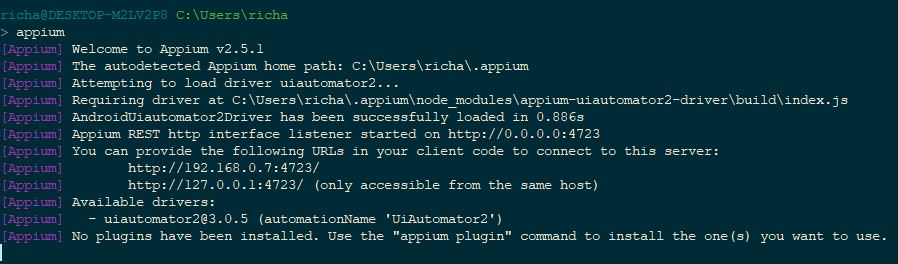 richa@DESKTOP-M2LV2P8 C:\Users\richa
> appium
[Appium] Welcome to Appium v2.5.1
[Appium] The autodetected Appium home path: C:\Users\richa\.appium
[Appium] Attempting to load driver uiautomator2...
[Appium] Requiring driver at C:\Users\richa\.appium\node_modules\appium-uiautomator2-driver\build\index.js
[Appium] AndroidUiautomator2Driver has been successfully loaded in 0.886s
[Appium] Appium REST http interface listener started on http://0.0.0.0:4723
[Appium] You can provide the following URLs in your client code to connect to this server:
[Appium] http://192.168.0.7:4723/
[Appium] http://127.0.0.1:4723/ (only accessible from the same host)
[Appium] Available drivers:
[Appium]   - uiautomator2@3.0.5 (automationName 'UiAutomator2')
[Appium] No plugins have been installed. Use the "appium plugin" command to install the one(s) you want to use.